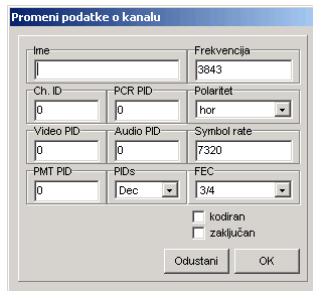 Promeni podatke o kanalu
Ime
Frekvencija
3843
Ch. ID
PCR PID
Polaritet
0
0
hor
Video PID
Audio PID
Symbol rate
0
0
7320
PMT PID
PIDs
FEC
0
Dec
3/4
kodiran
zaključan
Odustani
OK